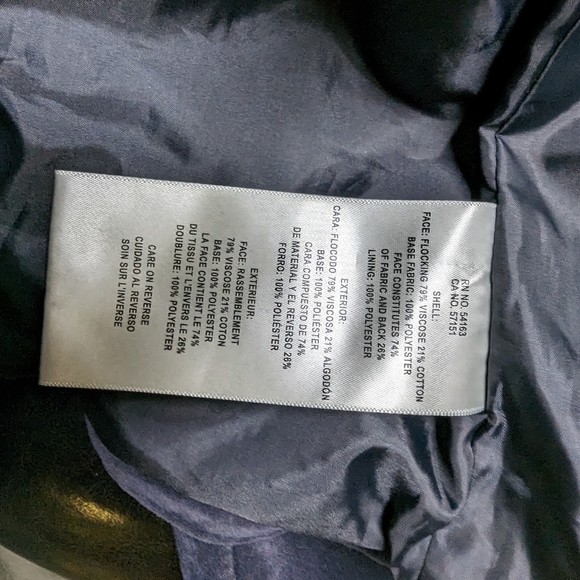 RN NO. 54163
CA NO. 57151
SHELL:
FACE: FLOCKING 79% VISCOSE 21% COTTON
BASE FABRIC: 100% POLYESTER
FACE CONSTITUTES 74%
OF FABRIC AND BACK 26%
LINING: 100% POLYESTER
EXTERIOR:
CARA: FLOCODO 79% VISCOSA 21% ALGODÓN
BASE: 100% POLIÉSTER
CARA COMPUESTO DE 74%
DE MATERIAL Y EL REVERSO 26%
FORRO: 100% POLIÉSTER
EXTERIEUR:
FACE: RASSEMBLEMENT
79% VISCOSE 21% COTON
BASE: 100% POLYESTER
LA FACE CONTIENT LE 74%
DU TISSU ET L'ENVERS LE 26%
DOUBLURE: 100% POLYESTER
CARE ON REVERSE
CUIDADO AL REVERSO
SOIN SUR L'INVERSE